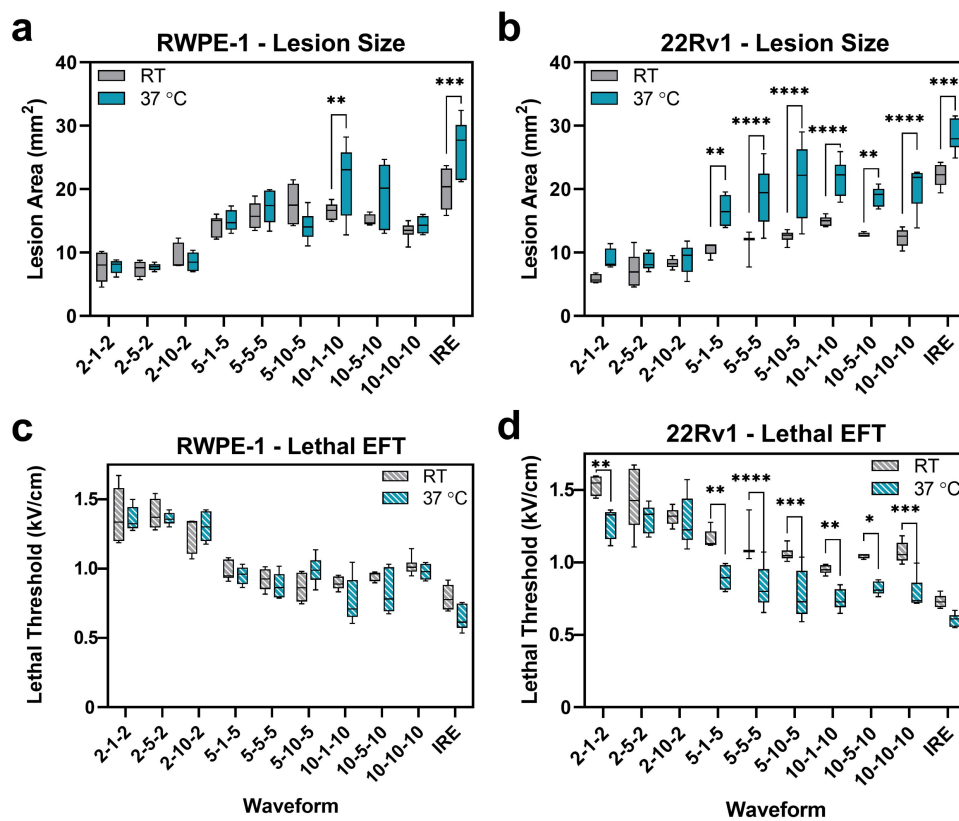 a
RWPE-1 - Lesion Size
Lesion Area (mm²)
40
30
20
10
0
RT
37 °C
**
***
2-1-2
2-5-2
2-10-2
5-1-5
5-5-5
5-10-5
10-1-10
10-5-10
10-10-10
IRE
b
22Rv1 - Lesion Size
Lesion Area (mm²)
40
30
20
10
0
RT
37 °C
**
****
****
****
**
****
***
2-1-2
2-5-2
2-10-2
5-1-5
5-5-5
5-10-5
10-1-10
10-5-10
10-10-10
IRE
c
RWPE-1 - Lethal EFT
Lethal Threshold (kV/cm)
1.5
1.0
0.5
0
RT
37 °C
2-1-2
2-5-2
2-10-2
5-1-5
5-5-5
5-10-5
10-1-10
10-5-10
10-10-10
IRE
Waveform
d
22Rv1 - Lethal EFT
Lethal Threshold (kV/cm)
1.5
1.0
0.5
0
RT
37 °C
**
**
****
***
**
*
***
2-1-2
2-5-2
2-10-2
5-1-5
5-5-5
5-10-5
10-1-10
10-5-10
10-10-10
IRE
Waveform